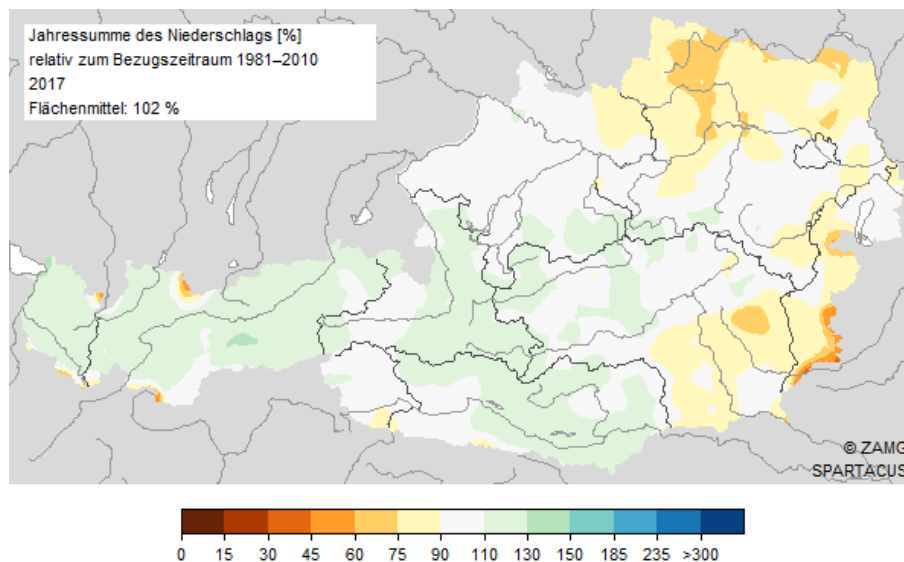 Jahressumme des Niederschlags [%]
relativ zum Bezugszeitraum 1981–2010
2017
Flächenmittel: 102 %
© ZAMG
SPARTACUS
0 15 30 45 60 75 90 110 130 150 185 235 >300